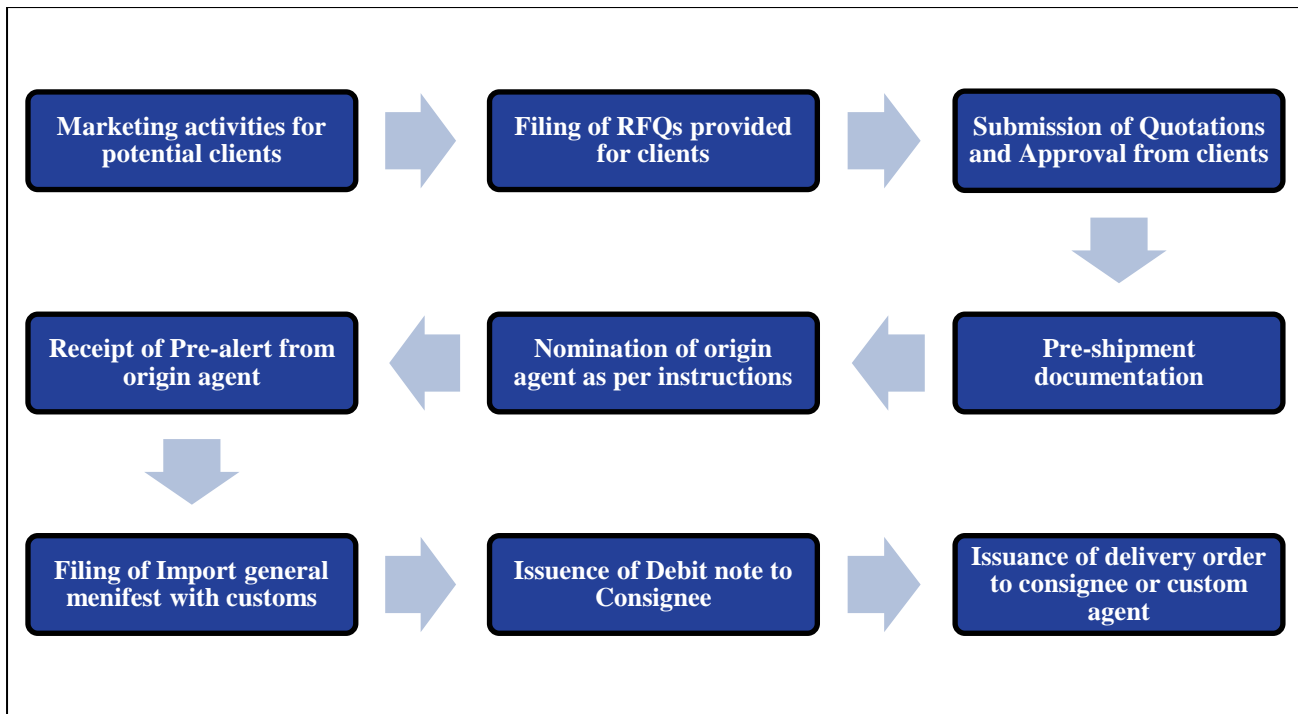 Marketing activities for
potential clients
Filing of RFQs provided
for clients
Submission of Quotations
and Approval from clients
Pre-shipment
documentation
Nomination of origin
agent as per instructions
Receipt of Pre-alert from
origin agent
Filing of Import general
menifest with customs
Issuence of Debit note to
Consignee
Issuance of delivery order
to consignee or custom
agent